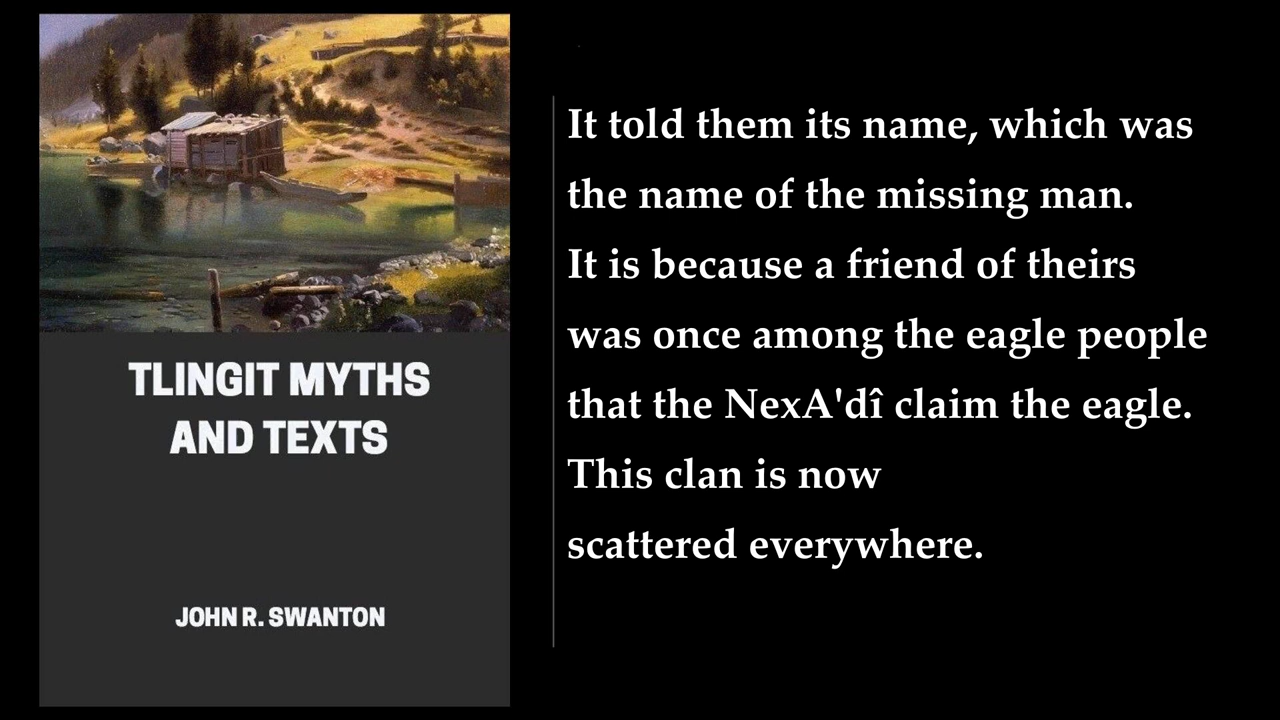 TLINGIT MYTHS
AND TEXTS
JOHN R. SWANTON
It told them its name, which was
the name of the missing man.
It is because a friend of theirs
was once among the eagle people
that the NexA'dî claim the eagle.
This clan is now
scattered everywhere.